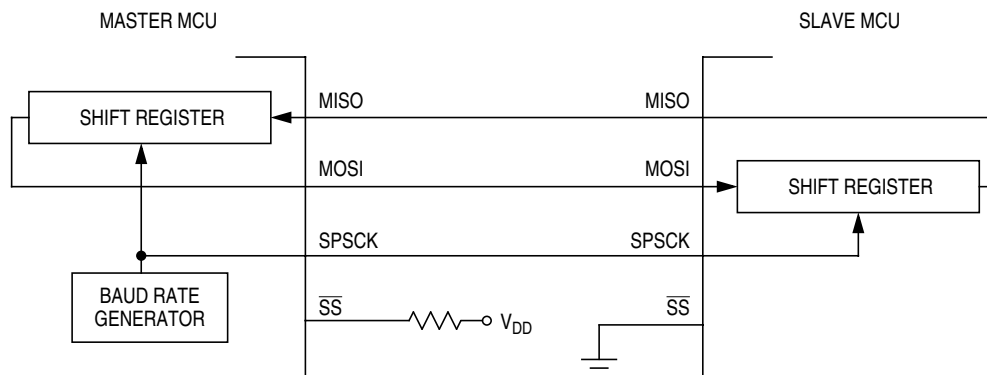 MASTER MCU
SLAVE MCU
SHIFT REGISTER
MISO
MISO
MOSI
MOSI
SHIFT REGISTER
SPSCK
SPSCK
BAUD RATE
GENERATOR
SS
VDD
SS